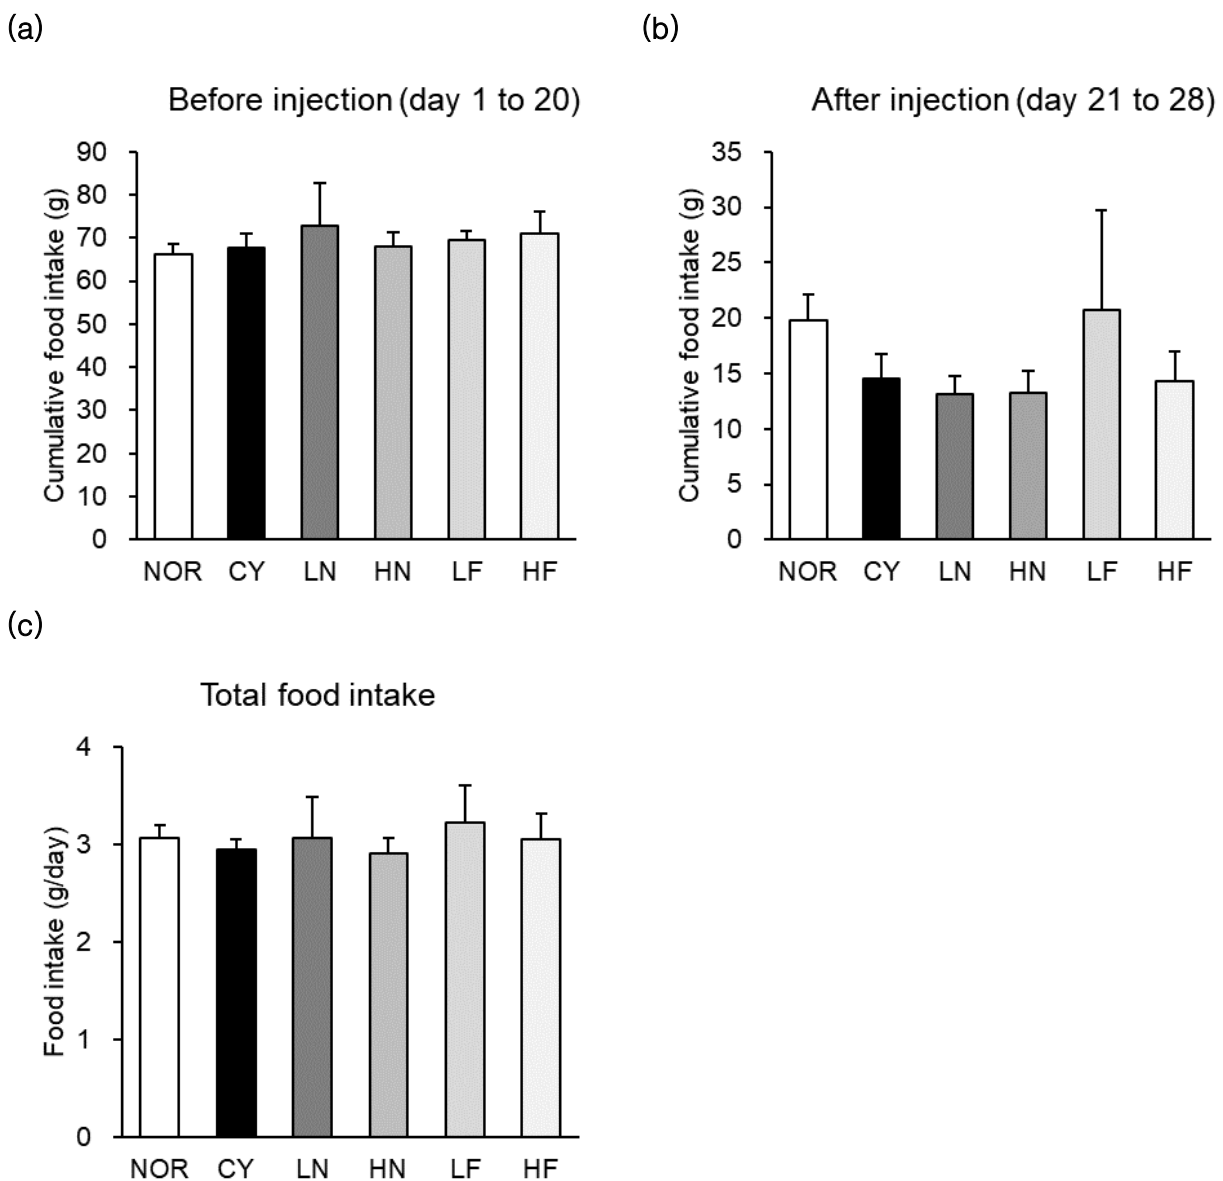 (a)
Before injection (day 1 to 20)
Cumulative food intake (g)
90
80
70
60
50
40
30
20
10
0
NOR CY LN HN LF HF
(b)
After injection (day 21 to 28)
Cumulative food intake (g)
35
30
25
20
15
10
5
0
NOR CY LN HN LF HF
(c)
Total food intake
Food intake (g/day)
4
3
2
1
0
NOR CY LN HN LF HF